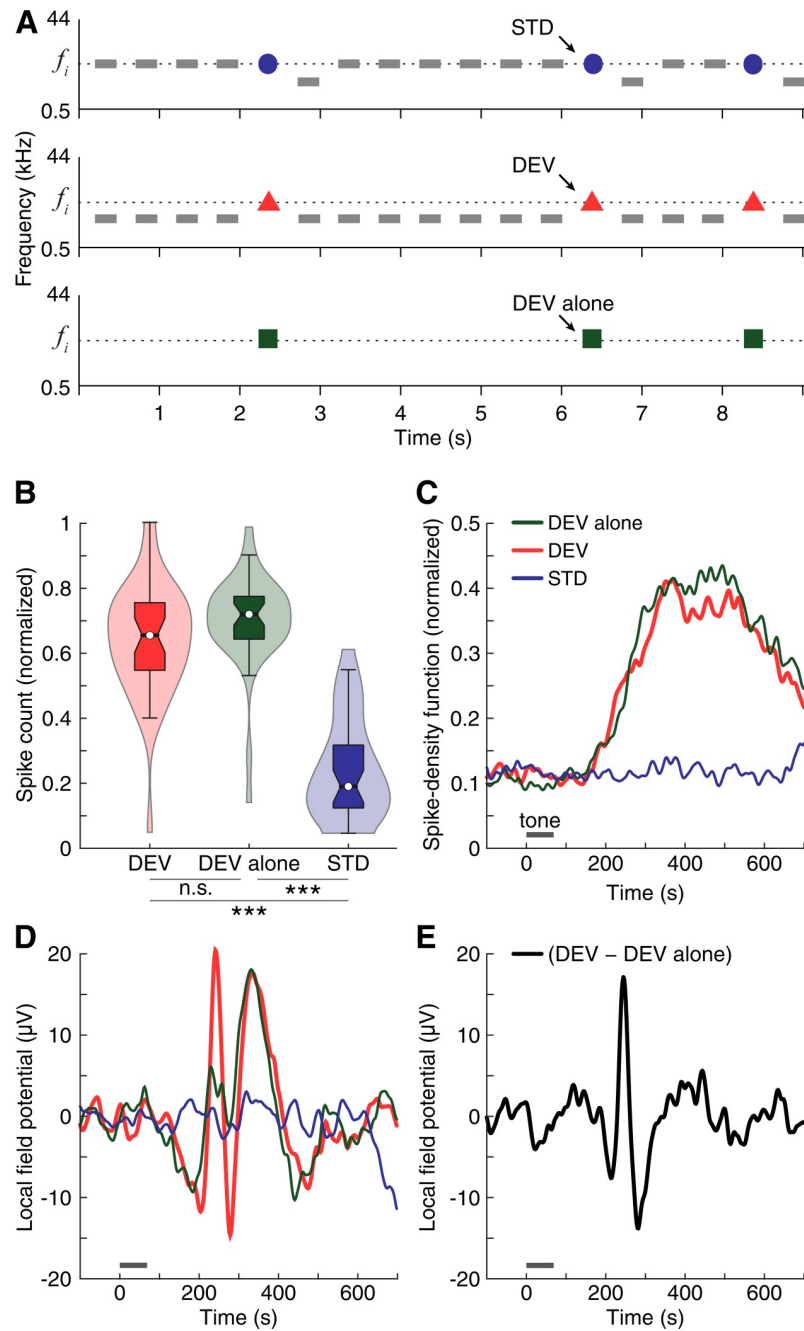 A
44
STD
f_i
0.5
Frequency (kHz)
44
DEV
f_i
0.5
44
DEV alone
f_i
0.5
1 2 3 4 5 6 7 8
Time (s)
B
Spike count (normalized)
1
0.8
0.6
0.4
0.2
0
DEV DEV alone STD
n.s. ***
***
C
Spike-density function (normalized)
0.5
0.4
0.3
0.2
0.1
0
DEV alone
DEV
STD
tone
0 200 400 600
Time (s)
D
Local field potential (µV)
20
10
0
-10
-20
0 200 400 600
Time (s)
E
Local field potential (µV)
20
10
0
-10
-20
(DEV − DEV alone)
0 200 400 600
Time (s)